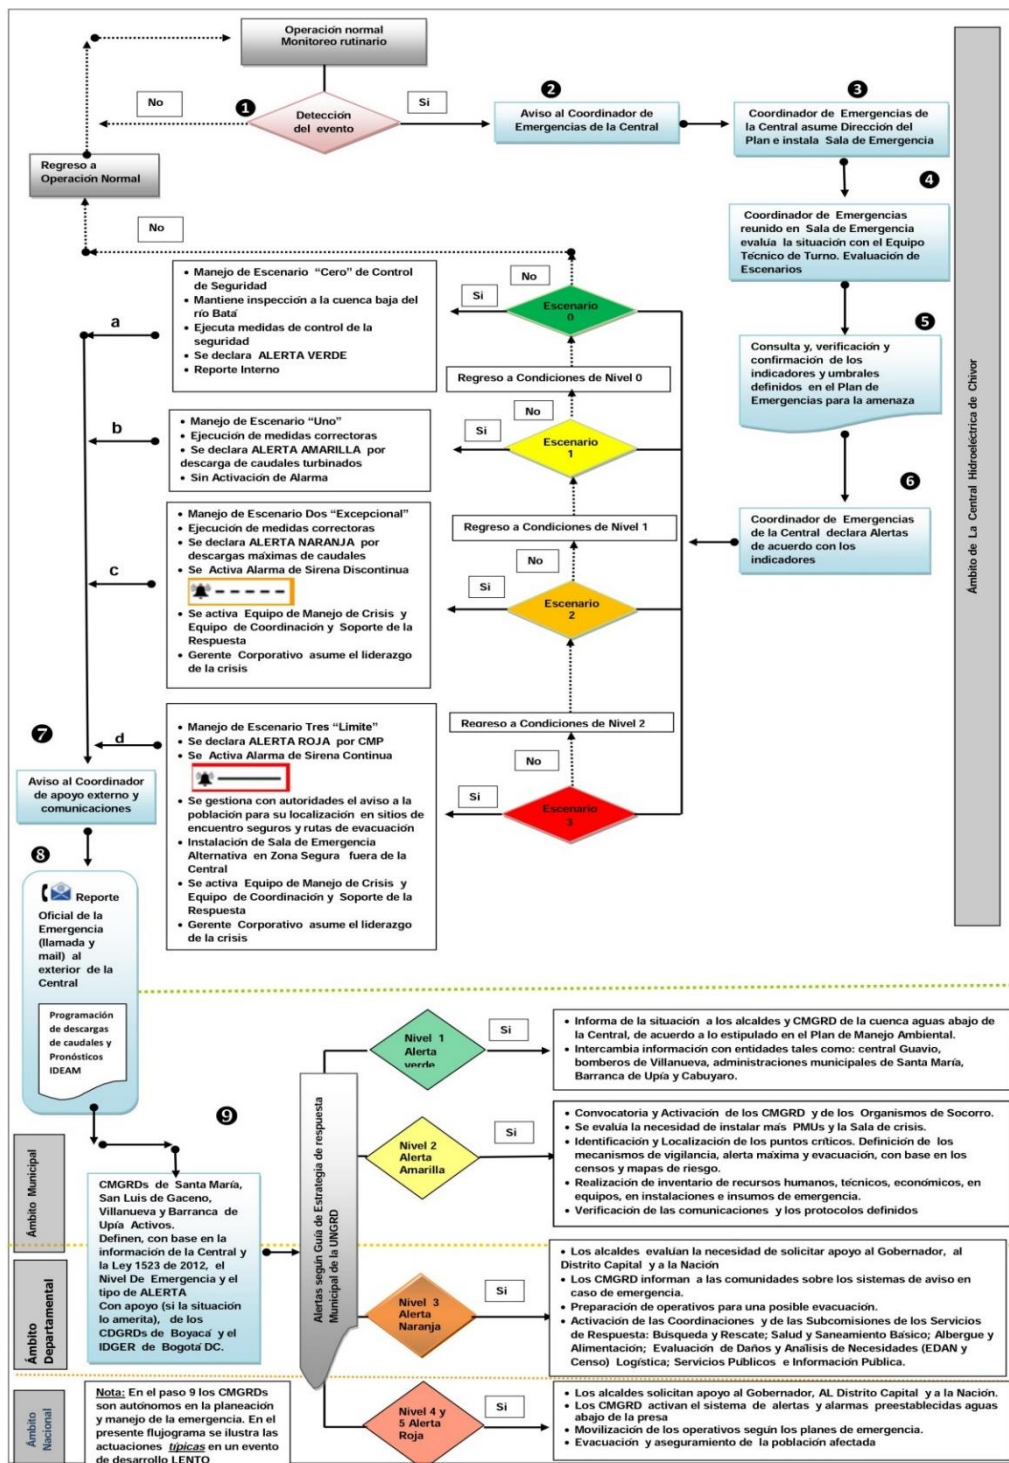 Operación normal
Monitoreo rutinario
No
1
Detección
del evento
Si
2
Aviso al Coordinador de
Emergencias de la Central
3
Coordinador de Emergencias de
la Central asume Dirección del
Plan e instala Sala de Emergencia
Regreso a
Operación Normal
No
4
Coordinador de Emergencias
reunido en Sala de Emergencia
evalúa la situación con el Equipo
Técnico de Turno. Evaluación de
Escenarios
5
Consulta y, verificación y
confirmación de los
indicadores y umbrales
definidos en el Plan de
Emergencias para la amenaza
6
Coordinador de Emergencias
de la Central declara Alertas
de acuerdo con los
indicadores
Ámbito de La Central Hidroeléctrica de Chivor
a
• Manejo de Escenario "Cero" de Control
de Seguridad
• Mantiene inspección a la cuenca baja del
río Batá
• Ejecuta medidas de control de la
seguridad
• Se declara ALERTA VERDE
• Reporte Interno
Si
No
Escenario
0
Regreso a Condiciones de Nivel 0
b
• Manejo de Escenario "Uno"
• Ejecución de medidas correctoras
• Se declara ALERTA AMARILLA por
descarga de caudales turbinados
• Sin Activación de Alarma
Si
No
Escenario
1
Regreso a Condiciones de Nivel 1
c
• Manejo de Escenario Dos "Excepcional"
• Ejecución de medidas correctoras
• Se declara ALERTA NARANJA por
descargas máximas de caudales
• Se Activa Alarma de Sirena Discontinua
• Se activa Equipo de Manejo de Crisis y
Equipo de Coordinación y Soporte de la
Respuesta
• Gerente Corporativo asume el liderazgo
de la crisis
Si
No
Escenario
2
Regreso a Condiciones de Nivel 2
d
• Manejo de Escenario Tres "Limite"
• Se declara ALERTA ROJA por CMP
• Se Activa Alarma de Sirena Continua
• Se gestiona con autoridades el aviso a la
población para su localización en sitios de
encuentro seguros y rutas de evacuación
• Instalación de Sala de Emergencia
Alternativa en Zona Segura fuera de la
Central
• Se activa Equipo de Manejo de Crisis y
Equipo de Coordinación y Soporte de la
Respuesta
• Gerente Corporativo asume el liderazgo
de la crisis
Si
No
Escenario
3
7
Aviso al Coordinador
de apoyo externo y
comunicaciones
8
Reporte
Oficial de la
Emergencia
(llamada y
mail) al
exterior de la
Central
Programación
de descargas
de caudales y
Pronósticos
IDEAM
9
CMGRDs de Santa María,
San Luis de Gaceno,
Villanueva y Barranca de
Upía Activos.
Definen, con base en la
información de la Central y
la Ley 1523 de 2012, el
Nivel De Emergencia y el
tipo de ALERTA
Con apoyo (si la situación
lo amerita), de los
CDGRDs de Boyacá y el
IDGER de Bogotá DC.
Ámbito Municipal
Ámbito
Departamental
Ámbito
Nacional
Nota: En el paso 9 los CMGRDs
son autónomos en la planeación
y manejo de la emergencia. En el
presente flujograma se ilustra las
actuaciones típicas en un evento
de desarrollo LENTO
Alertas según Guía de Estrategia de respuesta
Municipal de la UNGRD
Nivel 1
Alerta
verde
Si
• Informa de la situación a los alcaldes y CMGRD de la cuenca aguas abajo de
la Central, de acuerdo a lo estipulado en el Plan de Manejo Ambiental.
• Intercambia información con entidades tales como: central Guavio,
bomberos de Villanueva, administraciones municipales de Santa María,
Barranca de Upía y Cabuyaro.
Nivel 2
Alerta
Amarilla
Si
• Convocatoria y Activación de los CMGRD y de los Organismos de Socorro.
• Se evalúa la necesidad de instalar más PMUs y la Sala de crisis.
• Identificación y Localización de los puntos críticos. Definición de los
mecanismos de vigilancia, alerta máxima y evacuación, con base en los
censos y mapas de riesgo.
• Realización de inventario de recursos humanos, técnicos, económicos, en
equipos, en instalaciones e insumos de emergencia.
• Verificación de las comunicaciones y los protocolos definidos
Nivel 3
Alerta
Naranja
Si
• Los alcaldes evalúan la necesidad de solicitar apoyo al Gobernador, al
Distrito Capital y a la Nación
• Los CMGRD informan a las comunidades sobre los sistemas de aviso en
caso de emergencia.
• Preparación de operativos para una posible evacuación.
• Activación de las Coordinaciones y de las Subcomisiones de los Servicios
de Respuesta: Búsqueda y Rescate; Salud y Saneamiento Básico; Albergue y
Alimentación; Evaluación de Daños y Análisis de Necesidades (EDAN y
Censo) Logística; Servicios Públicos e Información Pública.
Nivel 4 y
5 Alerta
Roja
Si
• Los alcaldes solicitan apoyo al Gobernador, AL Distrito Capital y a la Nación.
• Los CMGRD activan el sistema de alertas y alarmas preestablecidas aguas
abajo de la presa
• Movilización de los operativos según los planes de emergencia.
• Evacuación y aseguramiento de la población afectada